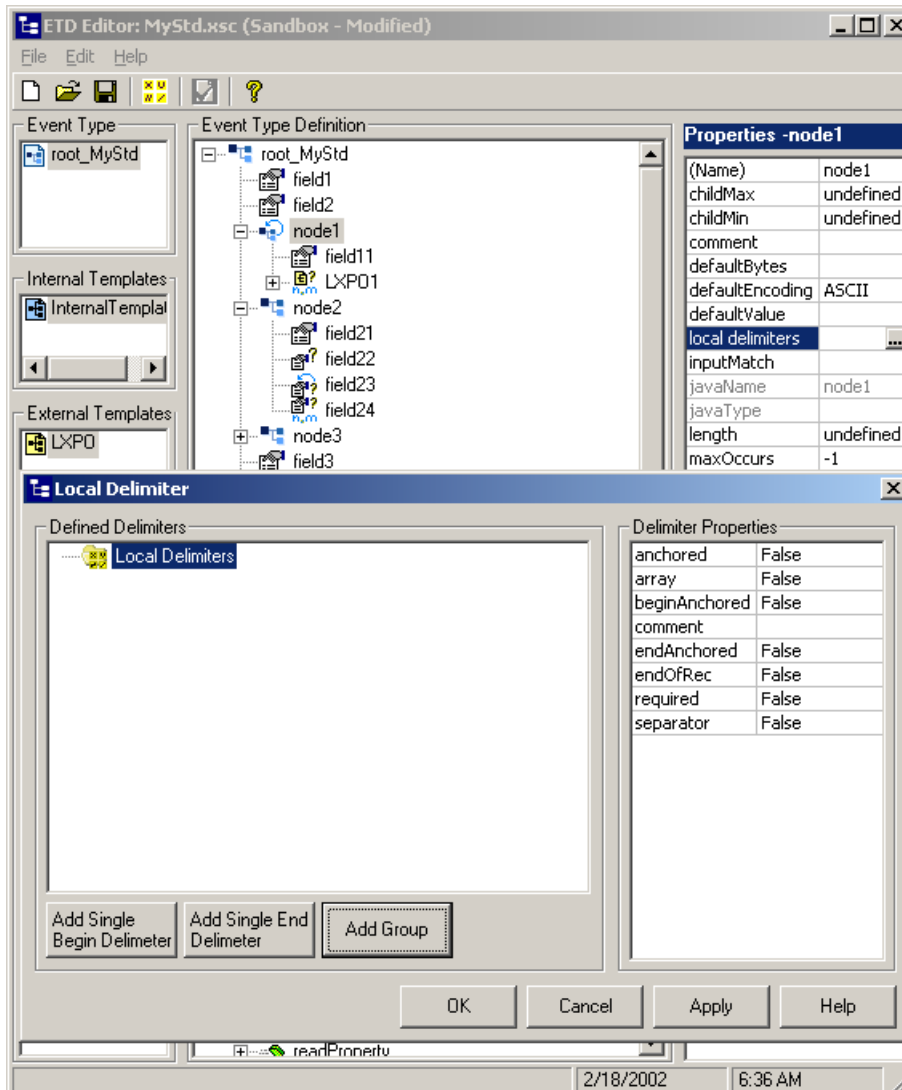 ETD Editor: MyStd.xsc (Sandbox - Modified)
File Edit Help
Event Type
root_MyStd
Internal Templates
InternalTemplat
External Templates
LXPO
Event Type Definition
root_MyStd
field1
field2
node1
field11
LXPO1
node2
field21
field22
field23
field24
node3
field3
Properties -node1
(Name) node1
childMax undefined
childMin undefined
comment
defaultBytes
defaultEncoding ASCII
defaultValue
local delimiters ...
inputMatch
javaName node1
javaType
length undefined
maxOccurs -1
Local Delimiter
Defined Delimiters
Local Delimiters
Add Single
Begin Delimeter
Add Single End
Delimeter
Add Group
Delimiter Properties
anchored False
array False
beginAnchored False
comment
endAnchored False
endOfRec False
required False
separator False
OK Cancel Apply Help
readProperty
2/18/2002 6:36 AM